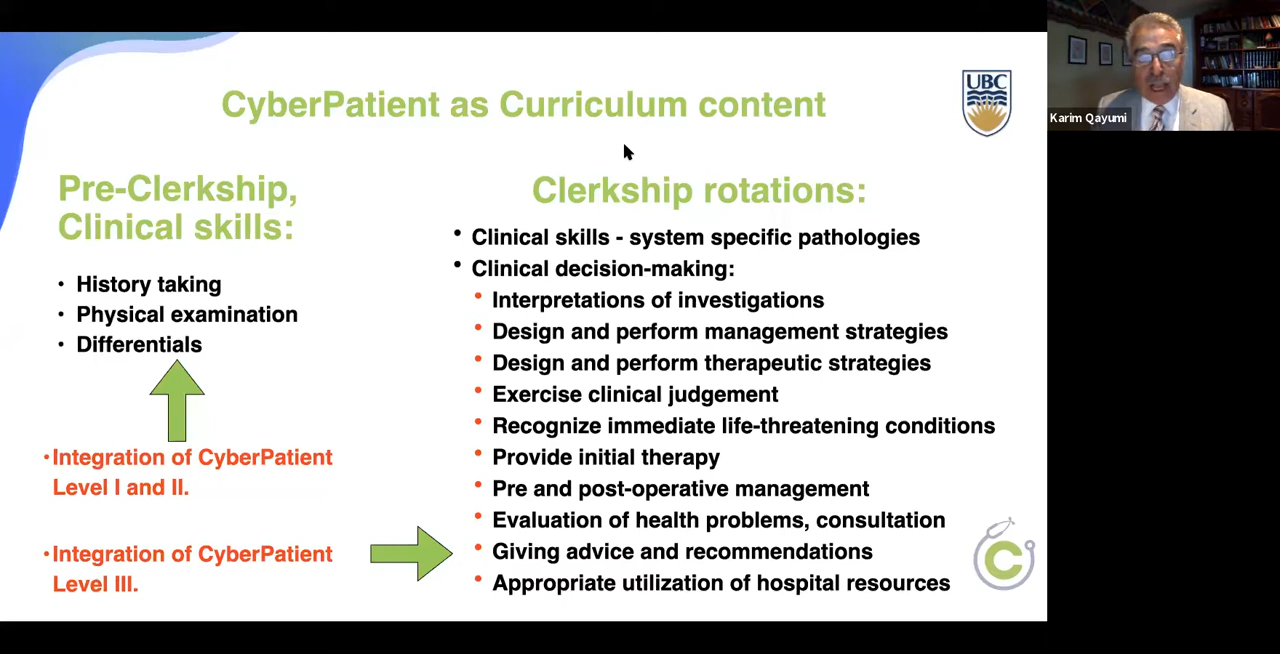 CyberPatient as Curriculum content
UBC
Karim Qayumi
Pre-Clerkship,
Clinical skills:
• History taking
• Physical examination
• Differentials
•Integration of CyberPatient
Level I and II.
•Integration of CyberPatient
Level III.
Clerkship rotations:
• Clinical skills - system specific pathologies
• Clinical decision-making:
• Interpretations of investigations
• Design and perform management strategies
• Design and perform therapeutic strategies
• Exercise clinical judgement
• Recognize immediate life-threatening conditions
• Provide initial therapy
• Pre and post-operative management
• Evaluation of health problems, consultation
• Giving advice and recommendations
• Appropriate utilization of hospital resources
C